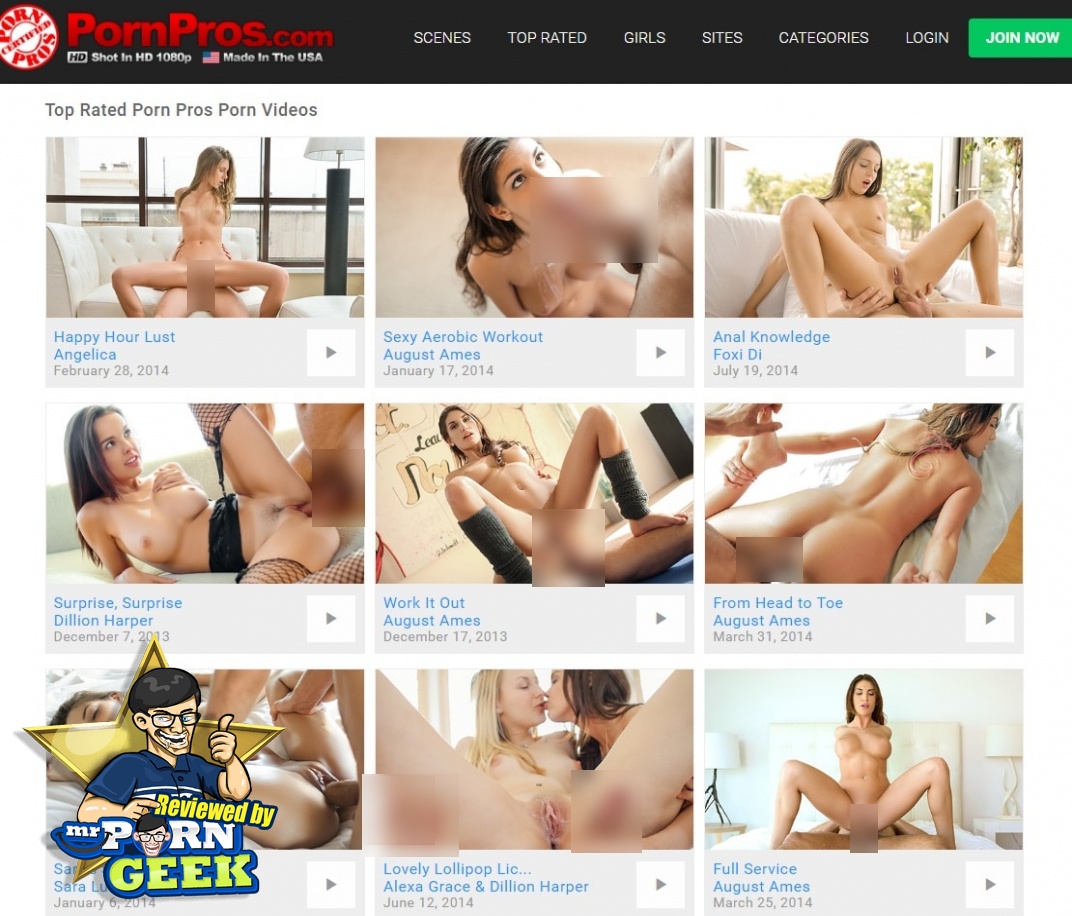 PORN PROS
CERTIFIED
PornPros.com
HD Shot In HD 1080p Made In The USA
SCENES TOP RATED GIRLS SITES CATEGORIES LOGIN JOIN NOW
Top Rated Porn Pros Porn Videos
Happy Hour Lust
Angelica
February 28, 2014
Sexy Aerobic Workout
August Ames
January 17, 2014
Anal Knowledge
Foxi Di
July 19, 2014
Surprise, Surprise
Dillion Harper
December 7, 2013
Work It Out
August Ames
December 17, 2013
From Head to Toe
August Ames
March 31, 2014
Sara Lu
January 6, 2014
Lovely Lollipop Lic...
Alexa Grace & Dillion Harper
June 12, 2014
Full Service
August Ames
March 25, 2014
Reviewed by
mrPORN
GEEK